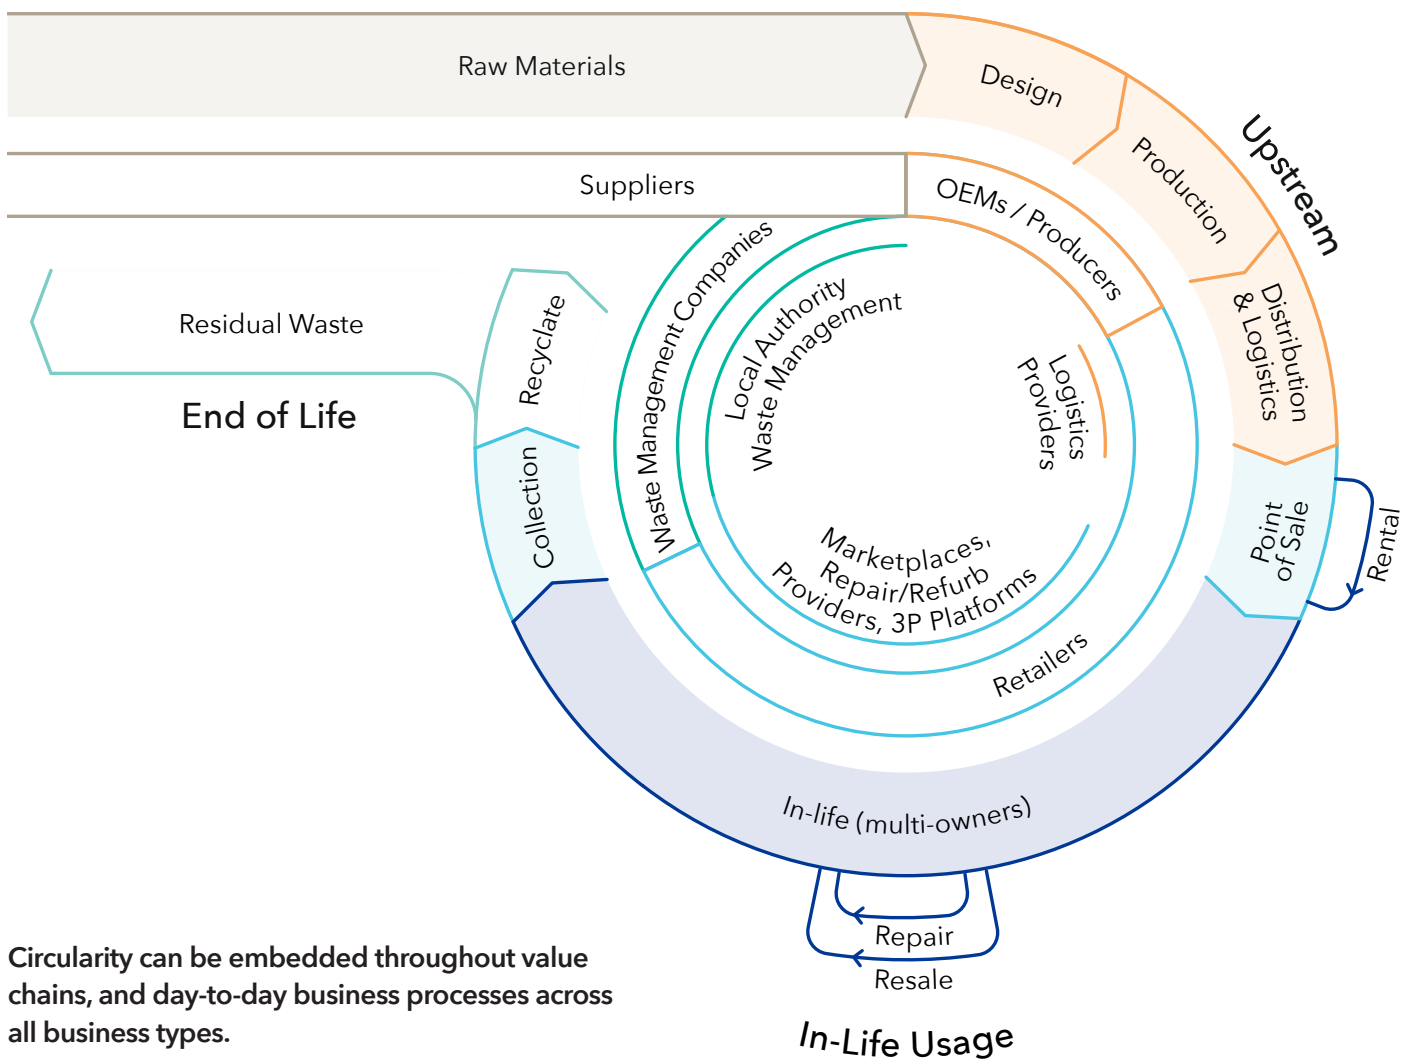 Raw Materials
Design
Production
Upstream
Suppliers
OEMs / Producers
Distribution
& Logistics
Waste Management Companies
Local Authority
Waste Management
Logistics
Providers
Residual Waste
Recyclate
End of Life
Collection
Point
of Sale
Rental
Marketplaces,
Repair/Refurb
Providers, 3P Platforms
Retailers
In-life (multi-owners)
Repair
Resale
In-Life Usage
Circularity can be embedded throughout value
chains, and day-to-day business processes across
all business types.